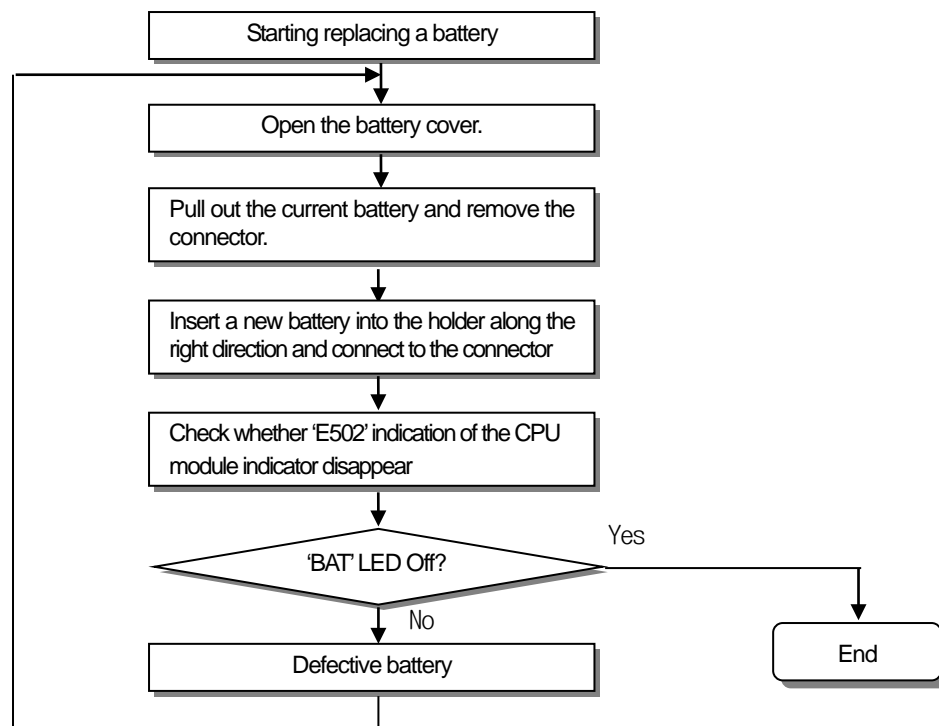 Starting replacing a battery
Open the battery cover.
Pull out the current battery and remove the
connector.
Insert a new battery into the holder along the
right direction and connect to the connector
Check whether ‘E502’ indication of the CPU
module indicator disappear
‘BAT’ LED Off?
Yes
No
Defective battery
End